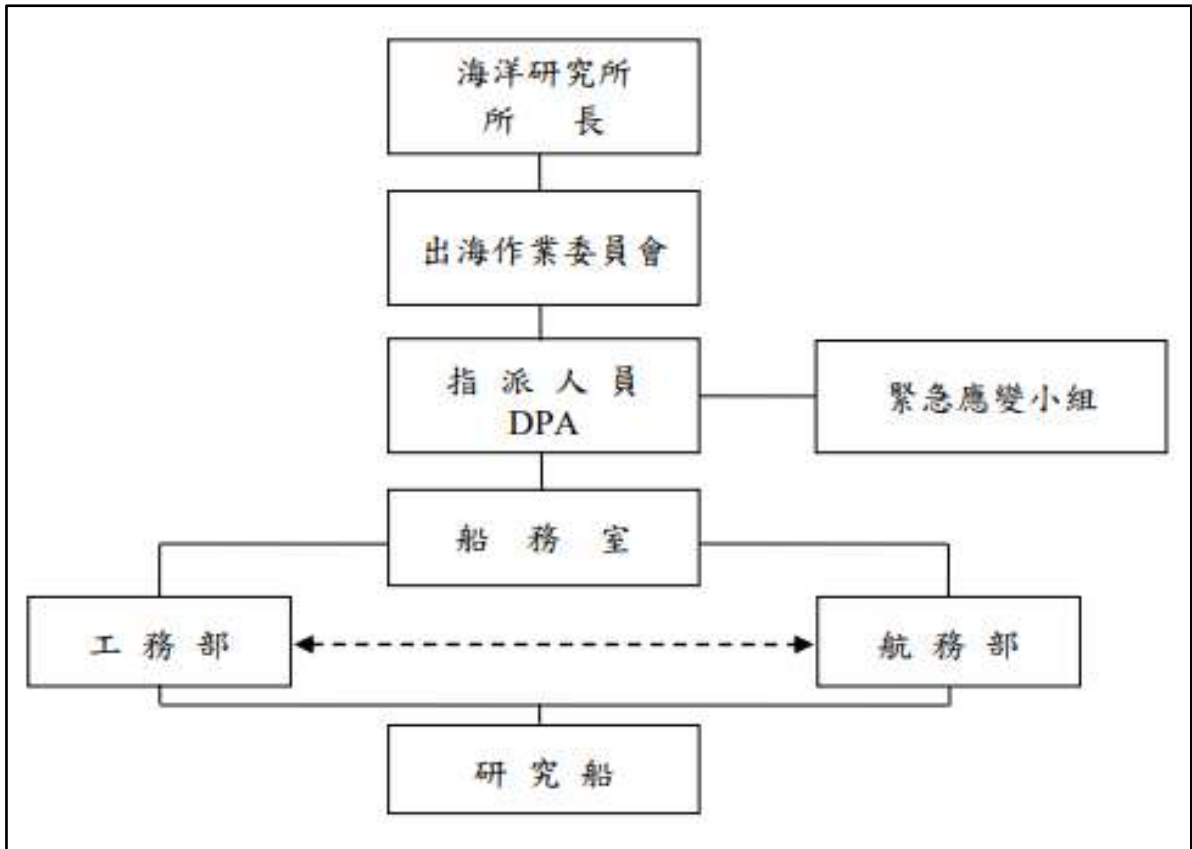 海洋研究所
所長
出海作業委員會
指派人員
DPA
緊急應變小組
船務室
工務部
航務部
研究船